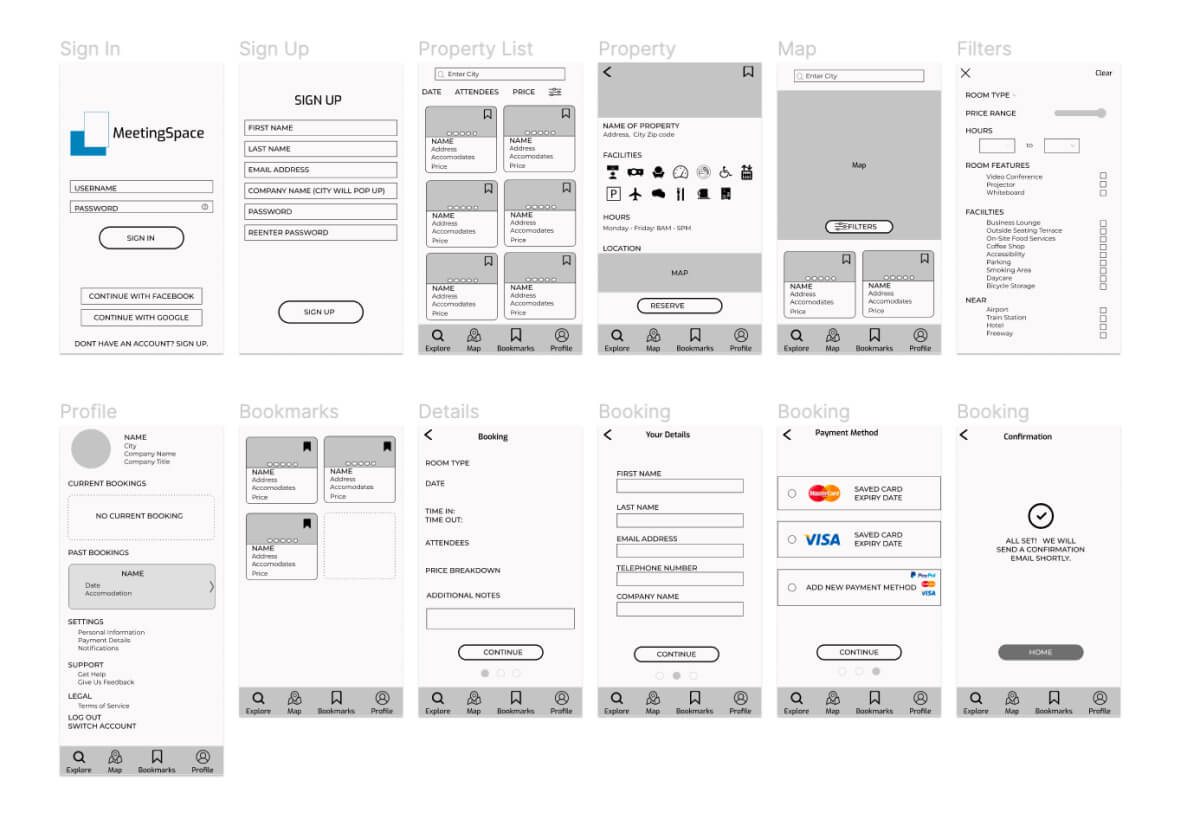 Sign In
MeetingSpace
USERNAME
PASSWORD
SIGN IN
CONTINUE WITH FACEBOOK
CONTINUE WITH GOOGLE
DONT HAVE AN ACCOUNT? SIGN UP.
Sign Up
SIGN UP
FIRST NAME
LAST NAME
EMAIL ADDRESS
COMPANY NAME (CITY WILL POP UP)
PASSWORD
REENTER PASSWORD
SIGN UP
Property List
Enter City
DATE ATTENDEES PRICE
NAME
Address
Accomodates
Price
NAME
Address
Accomodates
Price
NAME
Address
Accomodates
Price
NAME
Address
Accomodates
Price
NAME
Address
Accomodates
Price
NAME
Address
Accomodates
Price
Explore Map Bookmarks Profile
Property
NAME OF PROPERTY
Address, City Zip code
FACILITIES
P
HOURS
Monday - Friday: 8AM - 5PM
LOCATION
MAP
RESERVE
Explore Map Bookmarks Profile
Map
Enter City
Map
FILTERS
NAME
Address
Accomodates
Price
NAME
Address
Accomodates
Price
Explore Map Bookmarks Profile
Filters
Clear
ROOM TYPE
PRICE RANGE
HOURS
to
ROOM FEATURES
Video Conference
Projector
Whiteboard
FACIILTIES
Business Lounge
Outside Seating Terrace
On-Site Food Services
Coffee Shop
Accessibility
Parking
Smoking Area
Daycare
Bicycle Storage
NEAR
Airport
Train Station
Hotel
Freeway
Profile
NAME
City
Company Name
Company Title
CURRENT BOOKINGS
NO CURRENT BOOKING
PAST BOOKINGS
NAME
Date
Accomodation
SETTINGS
Personal Information
Payment Details
Notifications
SUPPORT
Get Help
Give Us Feedback
LEGAL
Terms of Service
LOG OUT
SWITCH ACCOUNT
Explore Map Bookmarks Profile
Bookmarks
NAME
Address
Accomodates
Price
NAME
Address
Accomodates
Price
NAME
Address
Accomodates
Price
Explore Map Bookmarks Profile
Details
Booking
ROOM TYPE
DATE
TIME IN:
TIME OUT:
ATTENDEES
PRICE BREAKDOWN
ADDITIONAL NOTES
CONTINUE
Explore Map Bookmarks Profile
Booking
Your Details
FIRST NAME
LAST NAME
EMAIL ADDRESS
TELEPHONE NUMBER
COMPANY NAME
CONTINUE
Explore Map Bookmarks Profile
Booking
Payment Method
MasterCard
SAVED CARD
EXPIRY DATE
VISA
SAVED CARD
EXPIRY DATE
ADD NEW PAYMENT METHOD
PayPal
VISA
CONTINUE
Explore Map Bookmarks Profile
Booking
Confirmation
ALL SET! WE WILL
SEND A CONFIRMATION
EMAIL SHORTLY.
HOME
Explore Map Bookmarks Profile